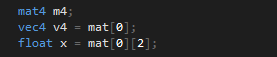 mat4 m4;
vec4 v4 = mat[0];
float x = mat[0][2];